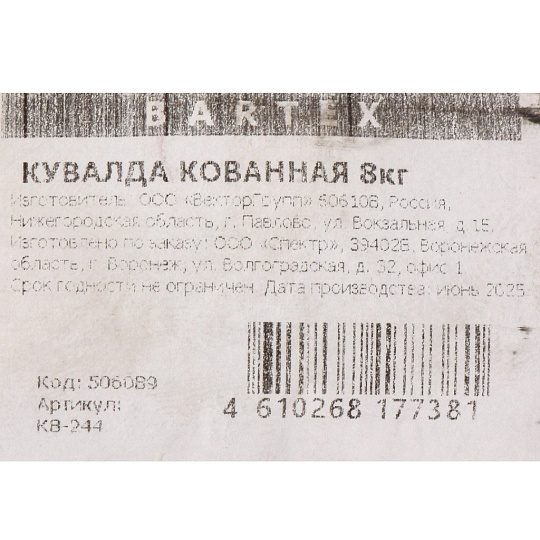 BARTEX
КУВАЛДА КОВАННАЯ 8кг
Изготовитель: ООО «ВекторГрупп» 606108, Россия,
Нижегородская область, г. Павлово, ул. Вокзальная, д.15.
Изготовлено по заказу: ООО «Спектр», 394028, Воронежская
область, г. Воронеж, ул. Волгоградская, д. 32, офис 1.
Срок годности не ограничен. Дата производства: июнь 2025
Код: 506089
Артикул:
КВ-244
4 610268 177381